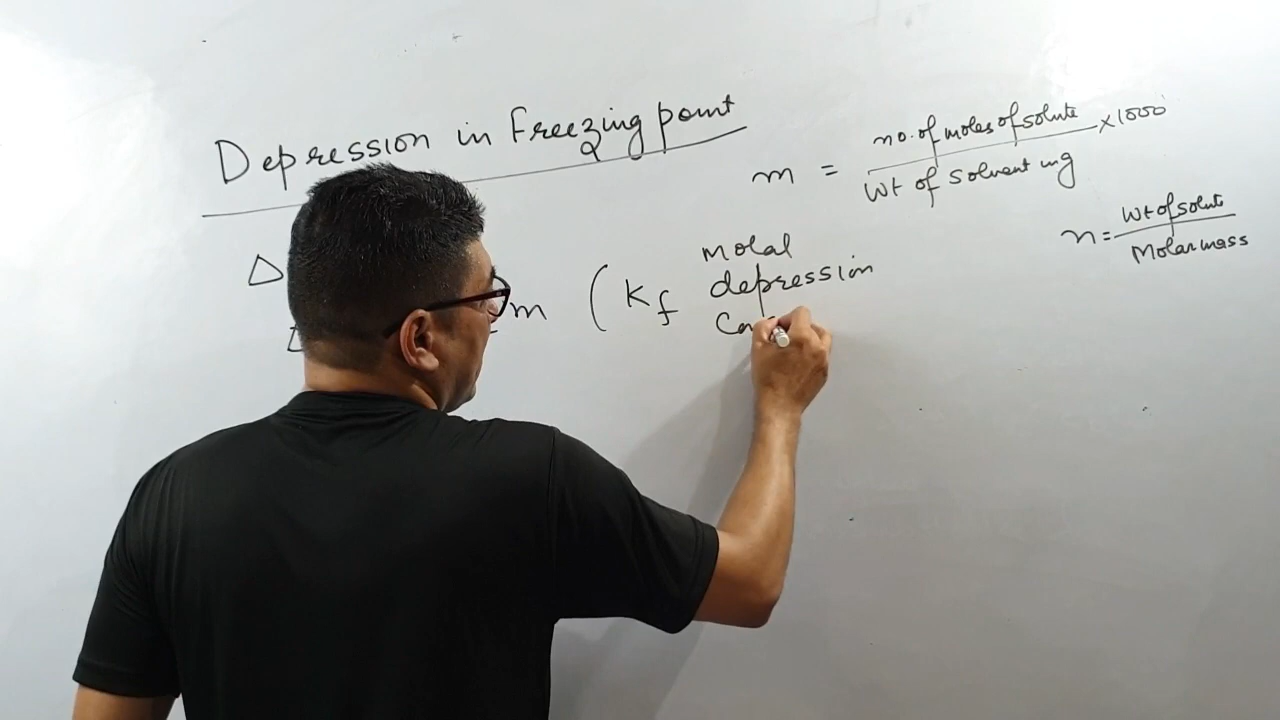 Depression in Freezing point
m = no. of moles of solute × 1000
Wt of solvent in g
n = Wt of solute
Molar mass
Δ
m ( Kf molal
depression